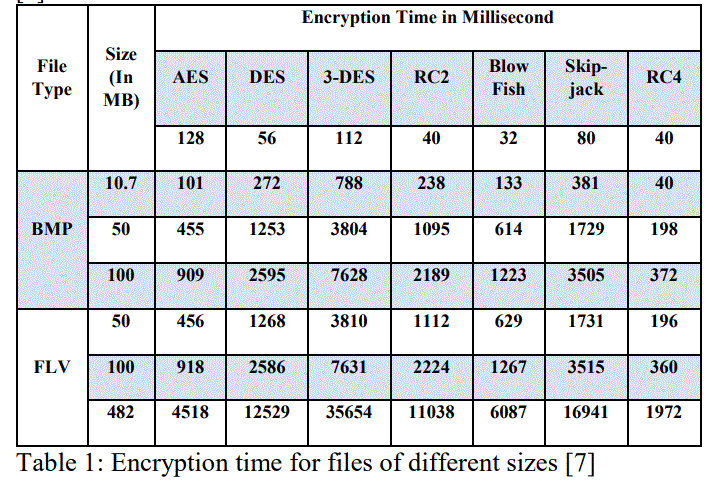 Encryption Time in Millisecond
File Type Size (In MB) AES DES 3-DES RC2 Blow Fish Skip-jack RC4
128 56 112 40 32 80 40
BMP 10.7 101 272 788 238 133 381 40
50 455 1253 3804 1095 614 1729 198
100 909 2595 7628 2189 1223 3505 372
FLV 50 456 1268 3810 1112 629 1731 196
100 918 2586 7631 2224 1267 3515 360
482 4518 12529 35654 11038 6087 16941 1972
Table 1: Encryption time for files of different sizes [7]